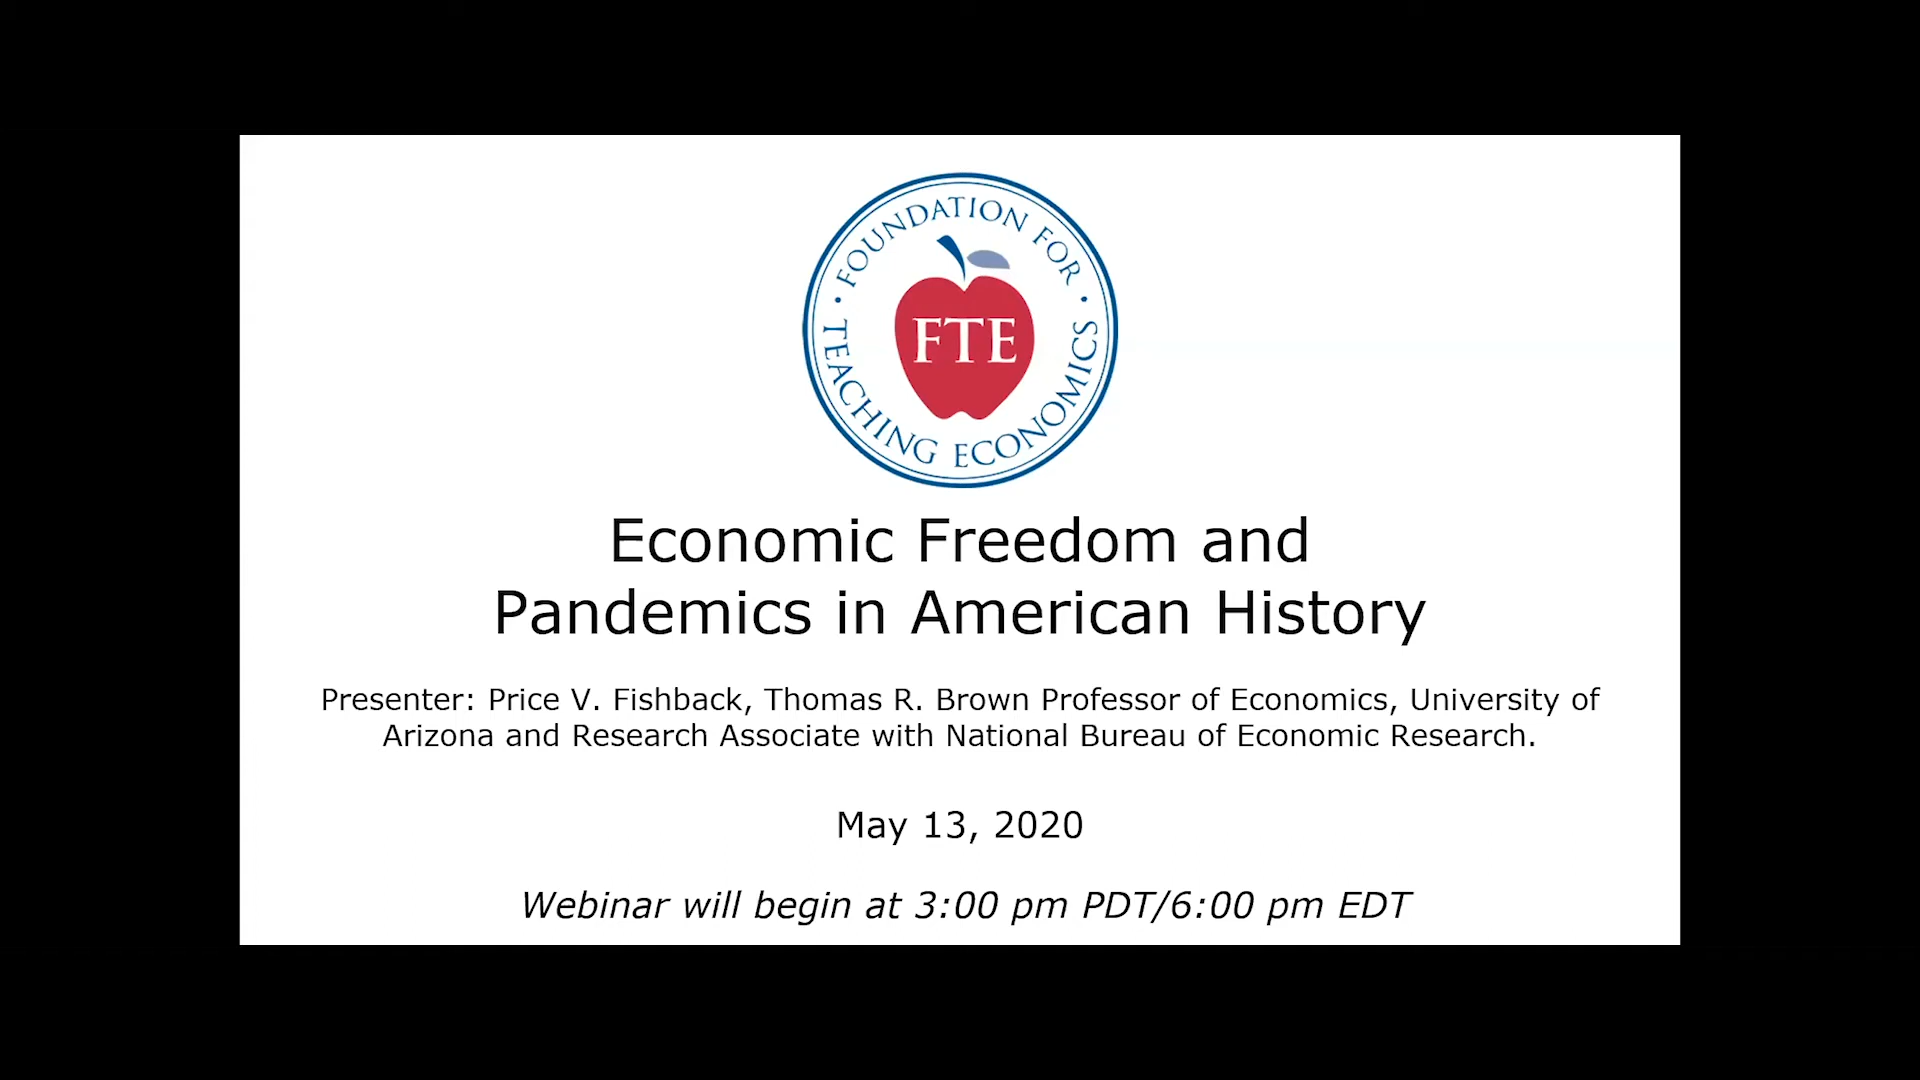 FOUNDATION FOR
TEACHING ECONOMICS
FTE
Economic Freedom and
Pandemics in American History
Presenter: Price V. Fishback, Thomas R. Brown Professor of Economics, University of
Arizona and Research Associate with National Bureau of Economic Research.
May 13, 2020
Webinar will begin at 3:00 pm PDT/6:00 pm EDT